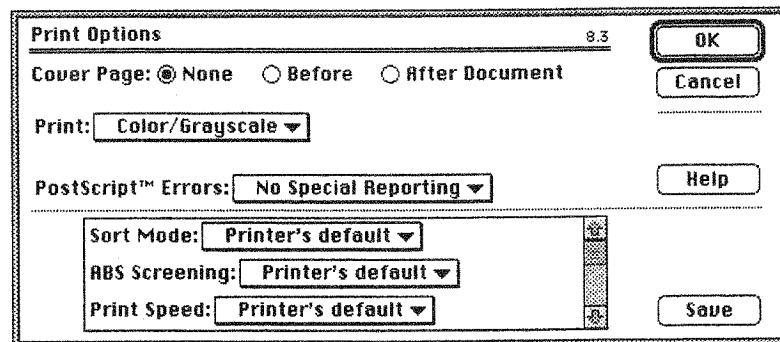 Print Options 8.3 OK
Cover Page: None Before After Document Cancel
Print: Color/Grayscale
PostScript™ Errors: No Special Reporting Help
Sort Mode: Printer's default
ABS Screening: Printer's default
Print Speed: Printer's default Save